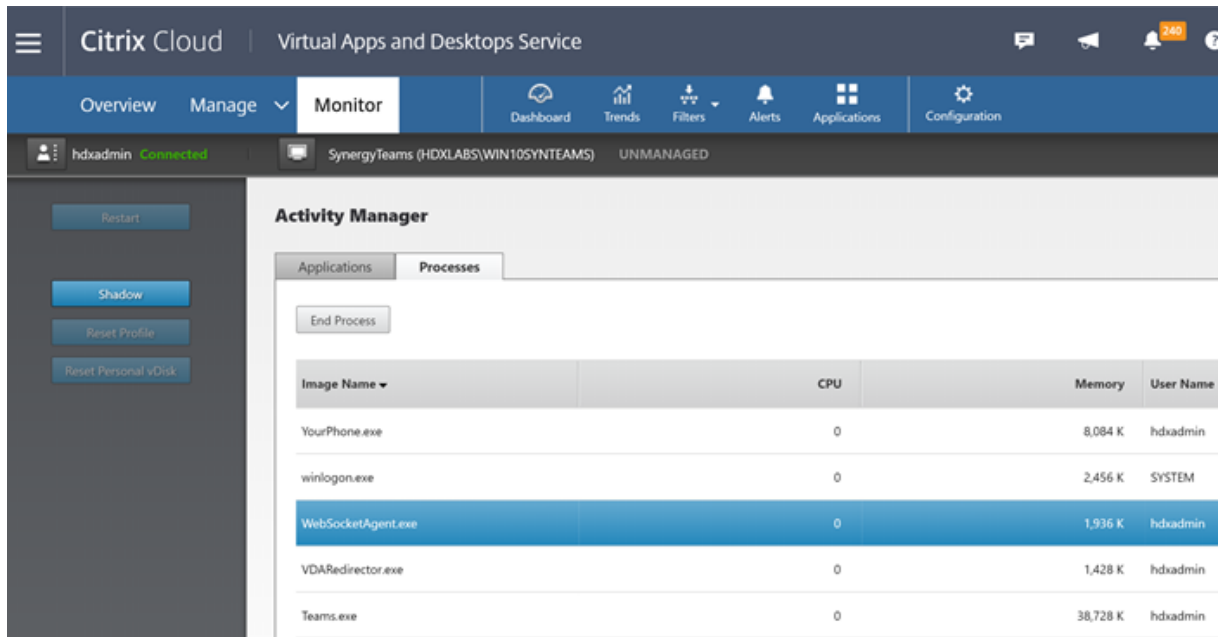 Citrix Cloud Virtual Apps and Desktops Service 240 ?
Overview Manage Monitor Dashboard Trends Filters Alerts Applications Configuration
hdxadmin Connected SynergyTeams (HDXLABS\WIN10SYNTEAMS) UNMANAGED
Restart
Activity Manager
Applications Processes
Shadow
End Process
Reset Profile
Reset Personal vDisk
Image Name CPU Memory User Name
YourPhone.exe 0 8,084 K hdxadmin
winlogon.exe 0 2,456 K SYSTEM
WebSocketAgent.exe 0 1,936 K hdxadmin
VDARedirector.exe 0 1,428 K hdxadmin
Teams.exe 0 38,728 K hdxadmin